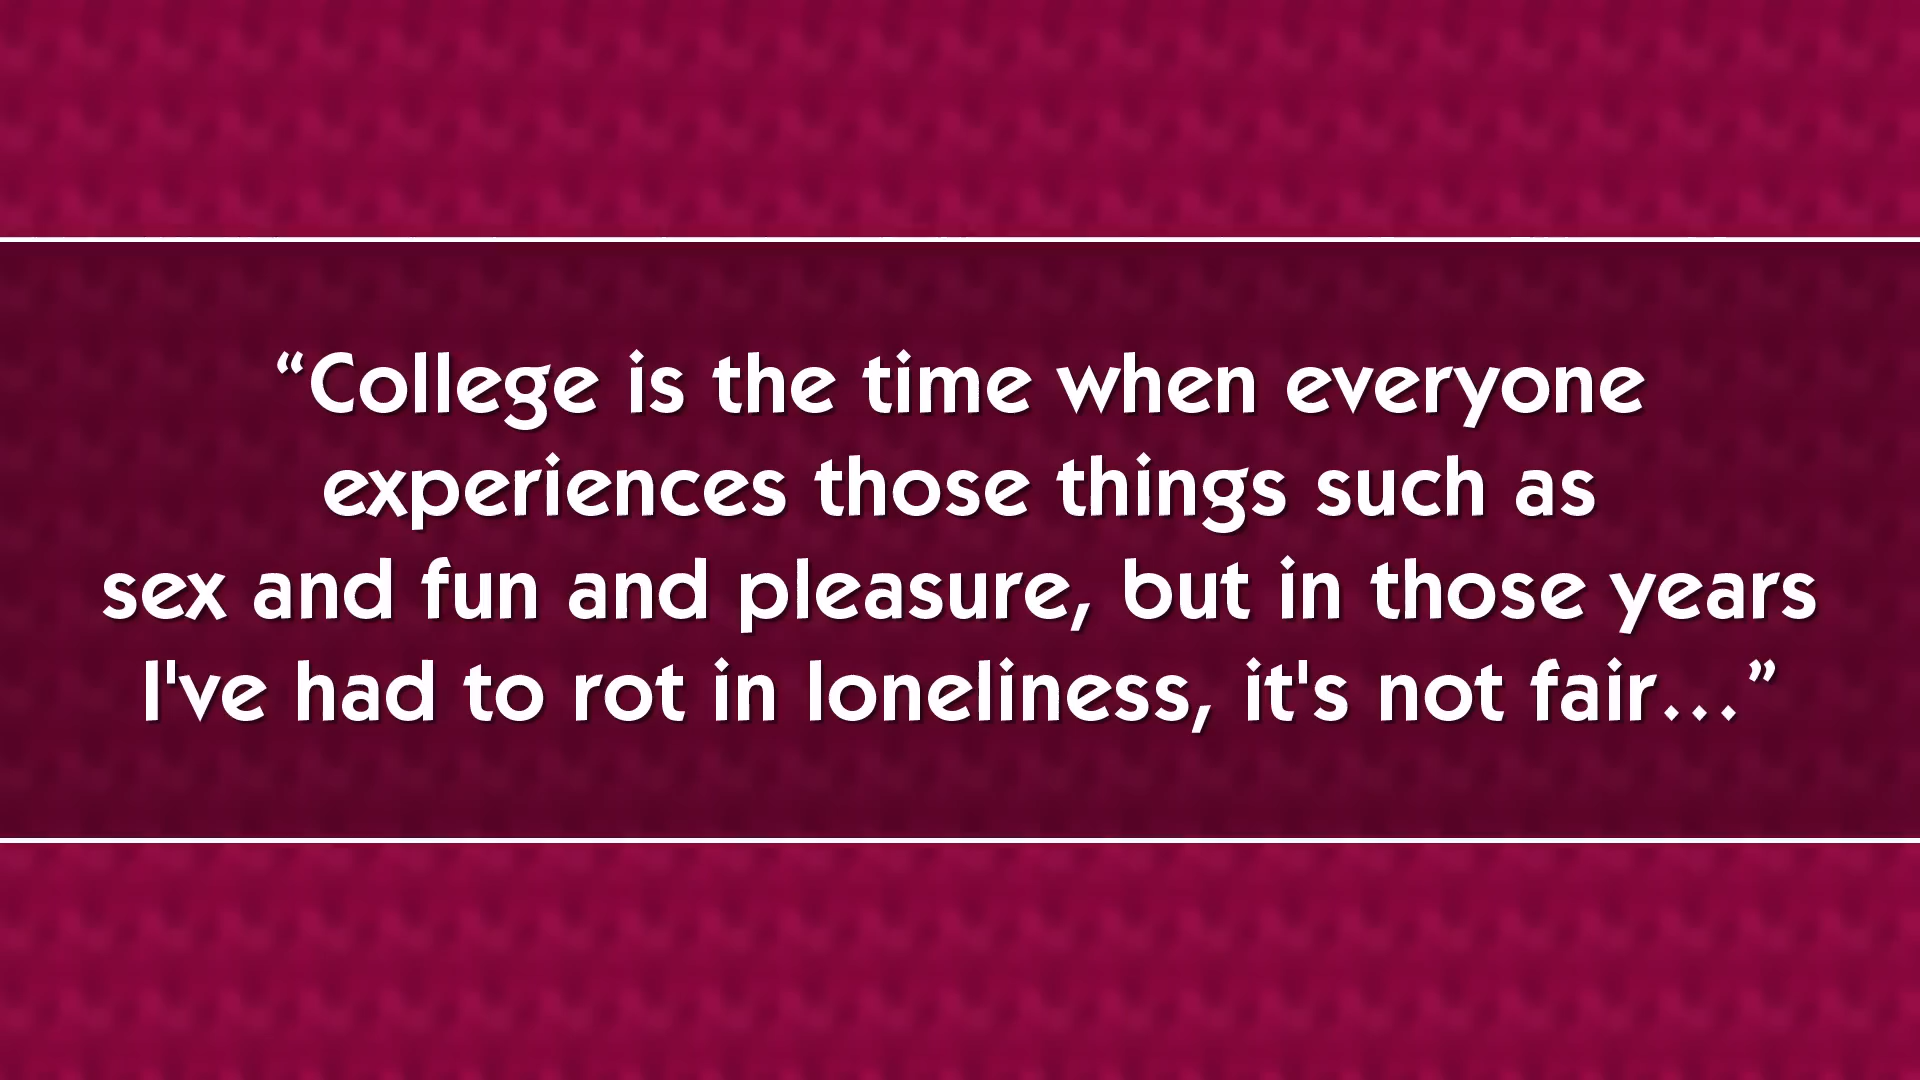 “College is the time when everyone
experiences those things such as
sex and fun and pleasure, but in those years
I've had to rot in loneliness, it's not fair…”